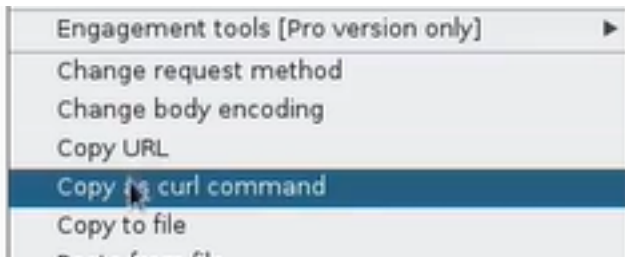 Engagement tools [Pro version only]
Change request method
Change body encoding
Copy URL
Copy as curl command
Copy to file